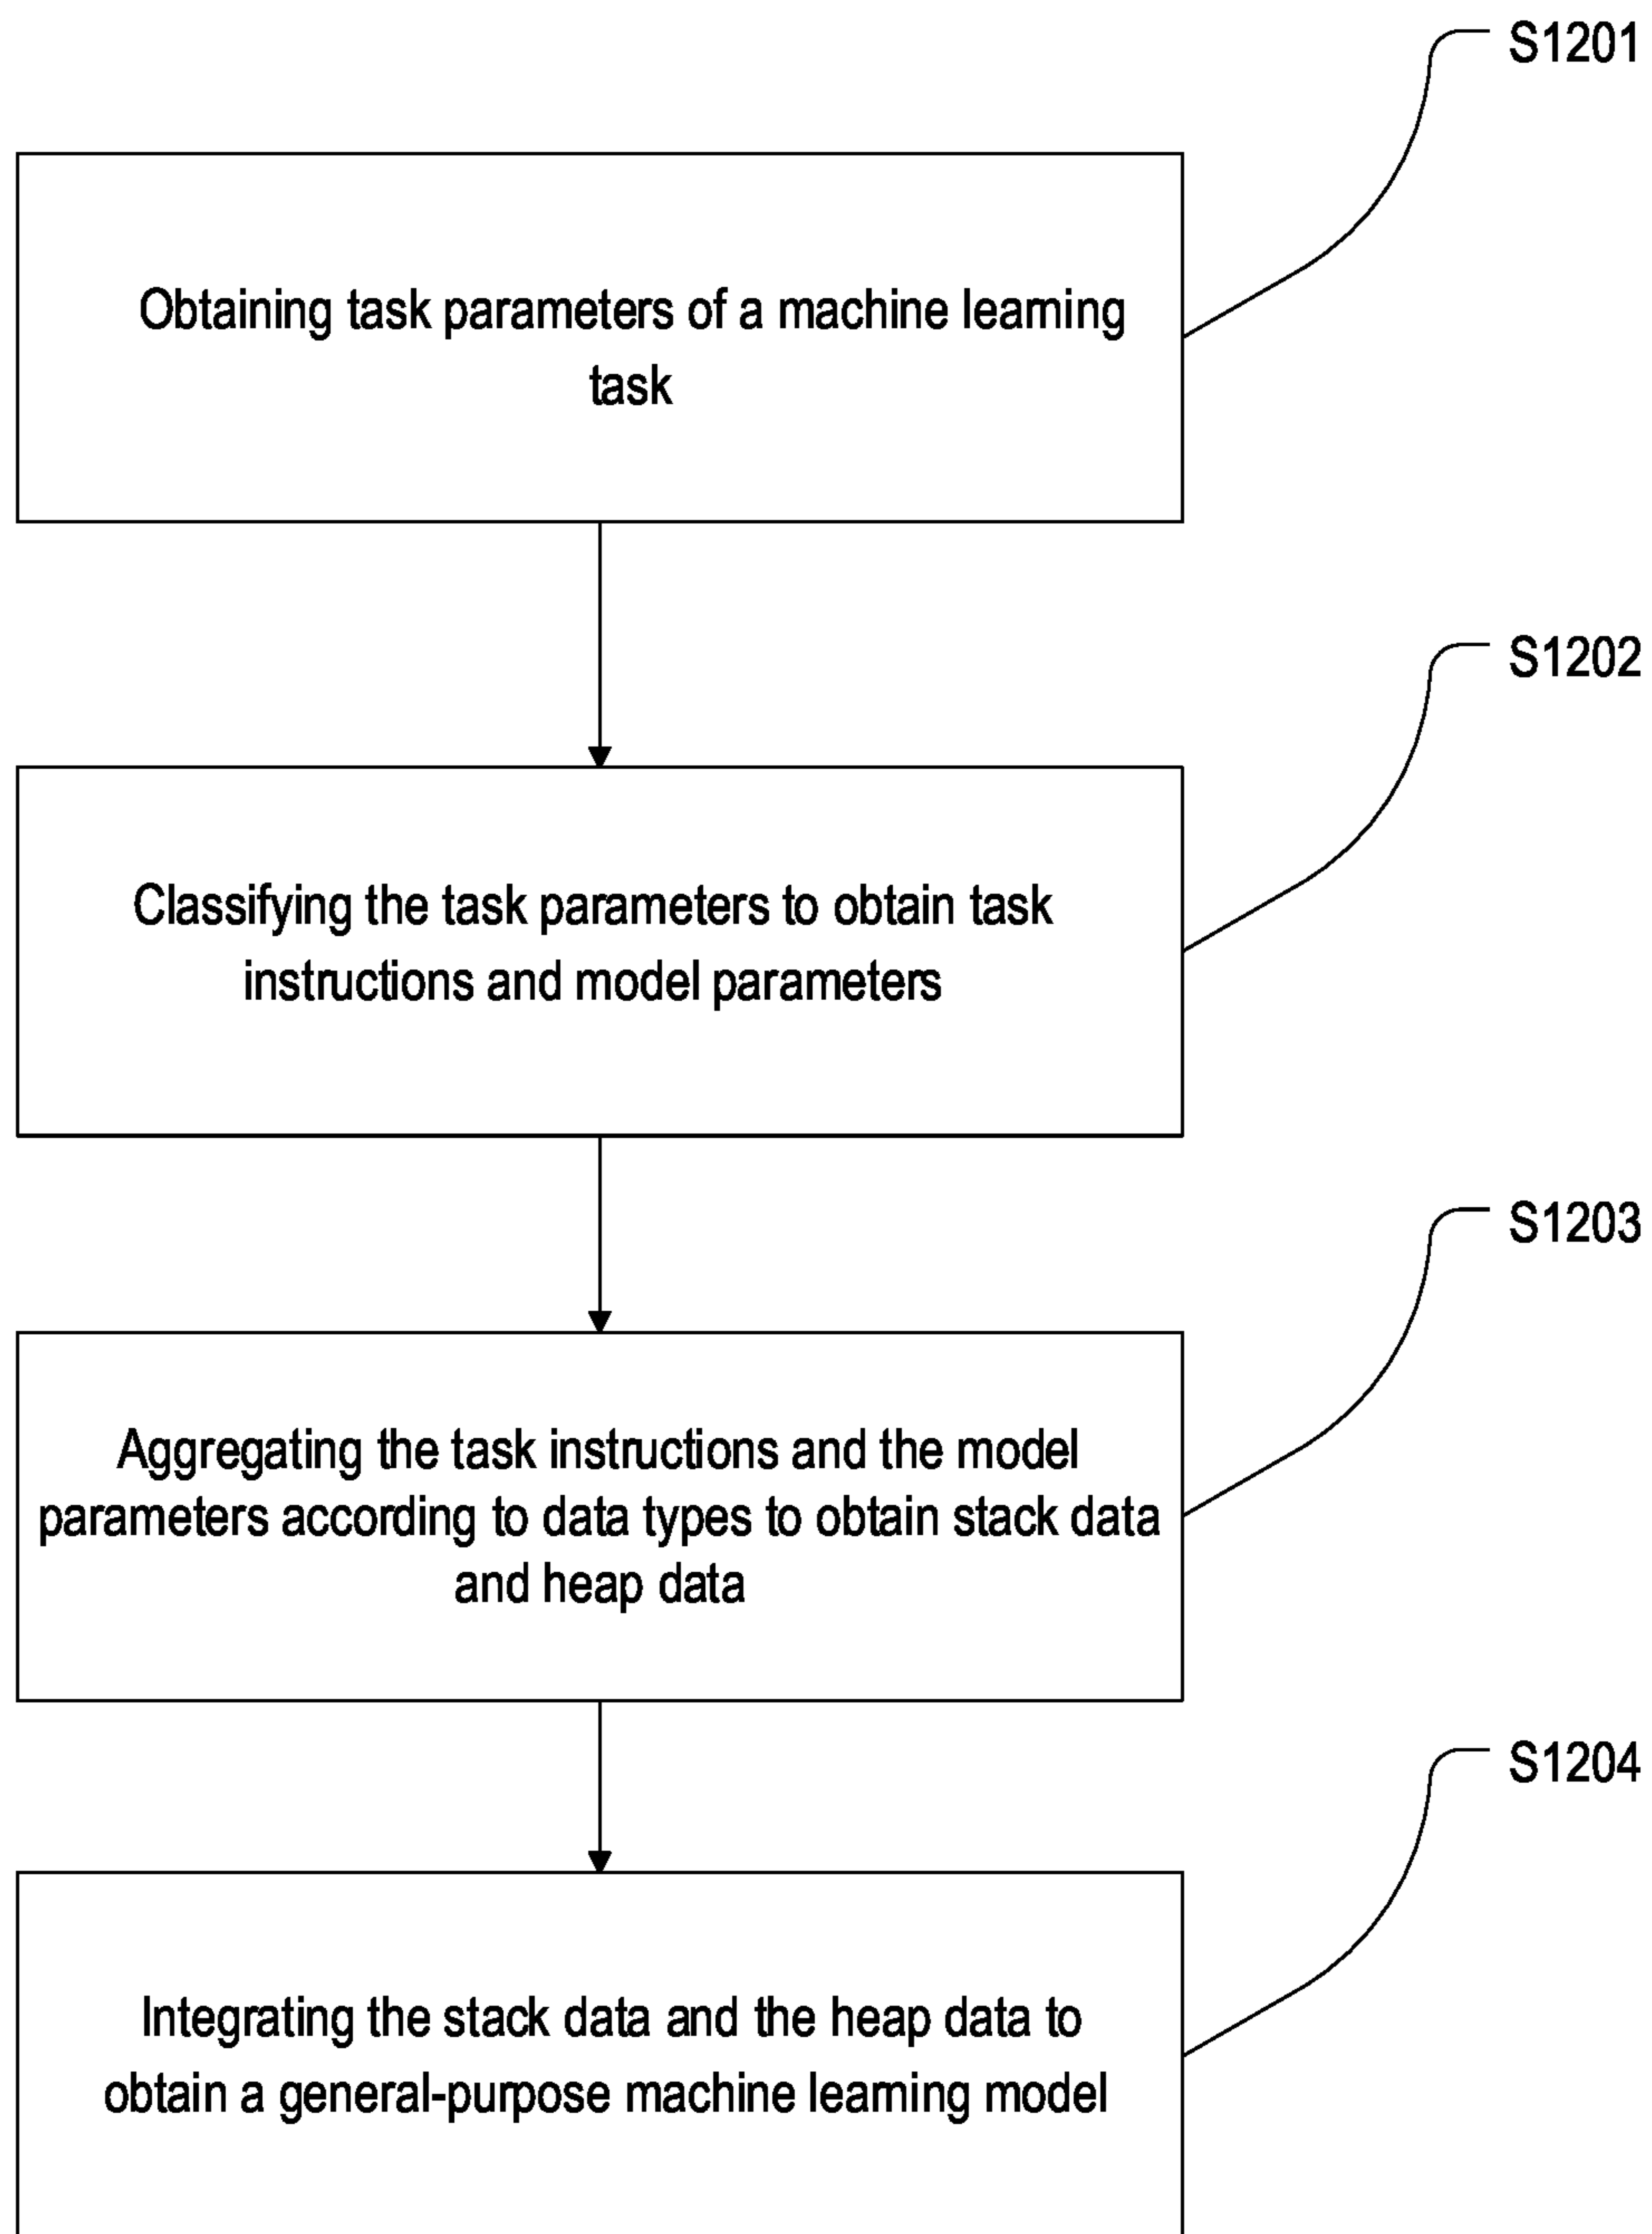 S1201
Obtaining task parameters of a machine learning
task
S1202
Classifying the task parameters to obtain task
instructions and model parameters
S1203
Aggregating the task instructions and the model
parameters according to data types to obtain stack data
and heap data
S1204
Integrating the stack data and the heap data to
obtain a general-purpose machine learning model